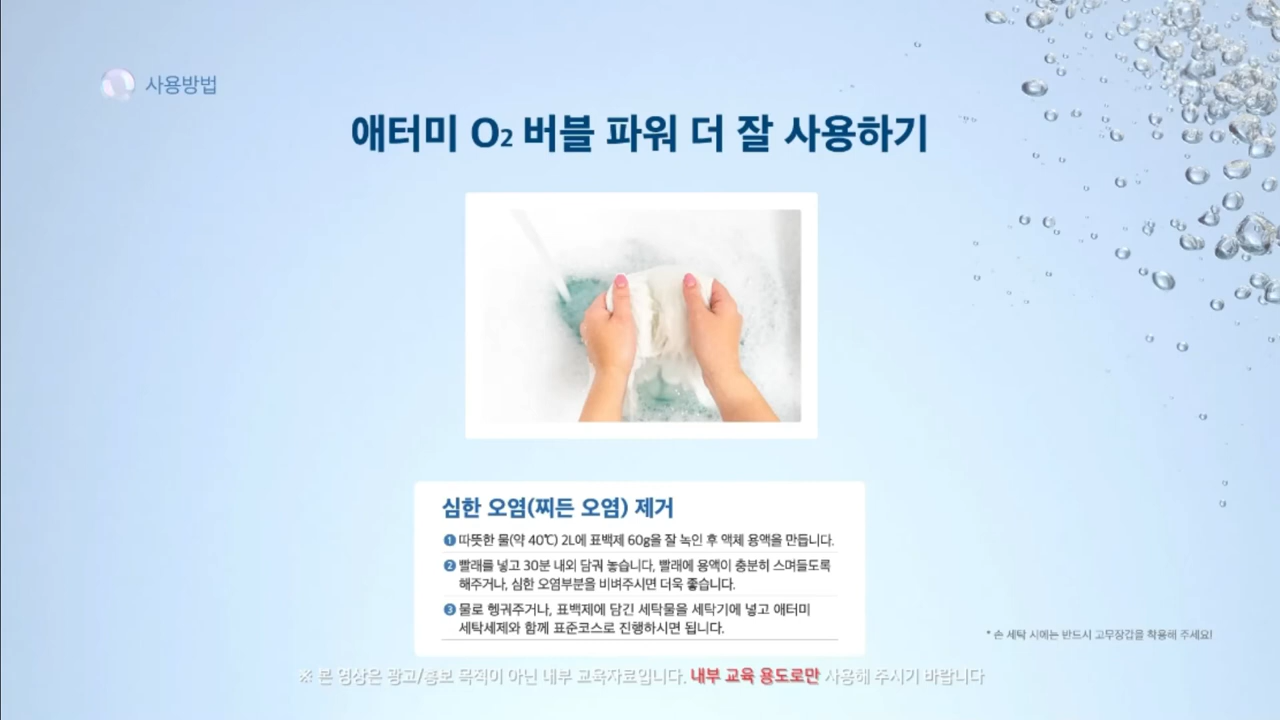 사용방법
애터미 O₂ 버블 파워 더 잘 사용하기
심한 오염(찌든 오염) 제거
❶ 따뜻한 물(약 40℃) 2L에 표백제 60g을 잘 녹인 후 액체 용액을 만듭니다.
❷ 빨래를 넣고 30분 내외 담궈 놓습니다, 빨래에 용액이 충분히 스며들도록
해주거나, 심한 오염부분을 비벼주시면 더욱 좋습니다.
❸ 물로 헹궈주거나, 표백제에 담긴 세탁물을 세탁기에 넣고 애터미
세탁세제와 함께 표준코스로 진행하시면 됩니다.
* 손 세탁 시에는 반드시 고무장갑을 착용해 주세요!
※ 본 영상은 광고/홍보 목적이 아닌 내부 교육자료입니다. 내부 교육 용도로만 사용해 주시기 바랍니다